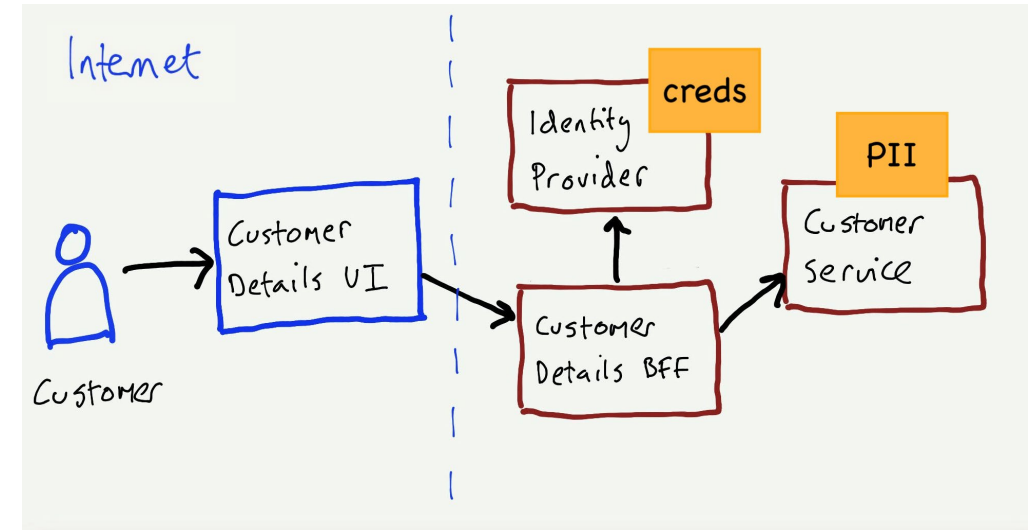 Internet
creds
Identity
Provider
PII
Customer
Service
Customer
Details UI
Customer
Details BFF
Customer